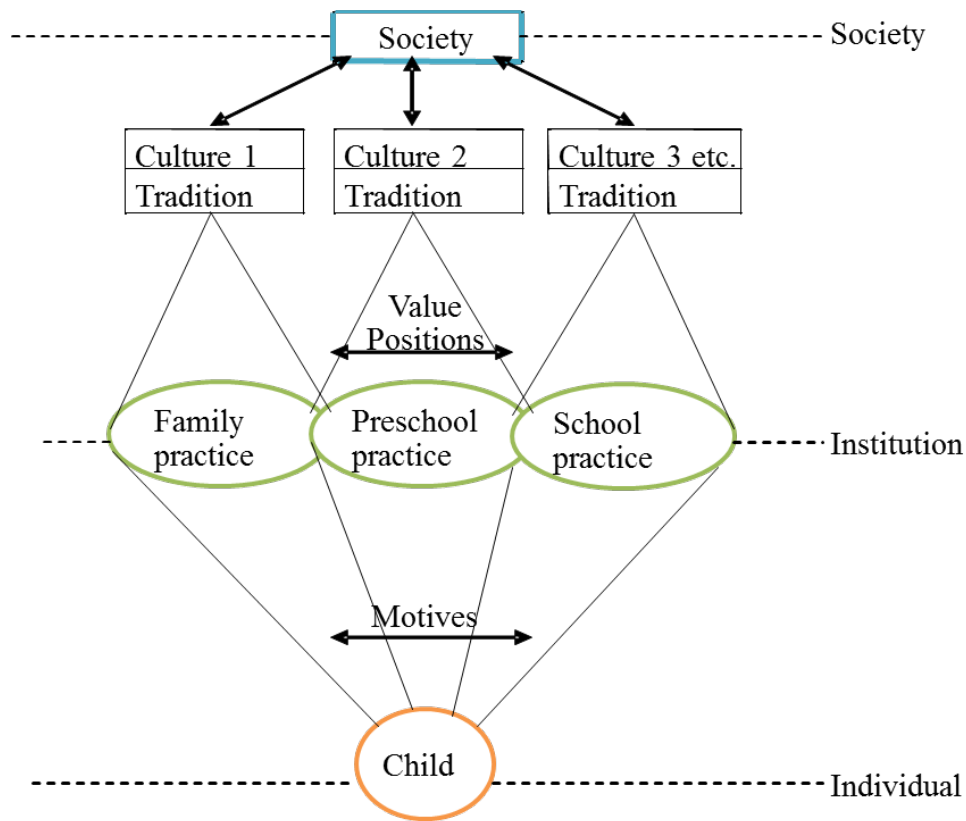 Society
Society
Culture 1
Culture 2
Culture 3 etc.
Tradition
Tradition
Tradition
Value
Positions
Family
practice
Preschool
practice
School
practice
Institution
Motives
Child
Individual